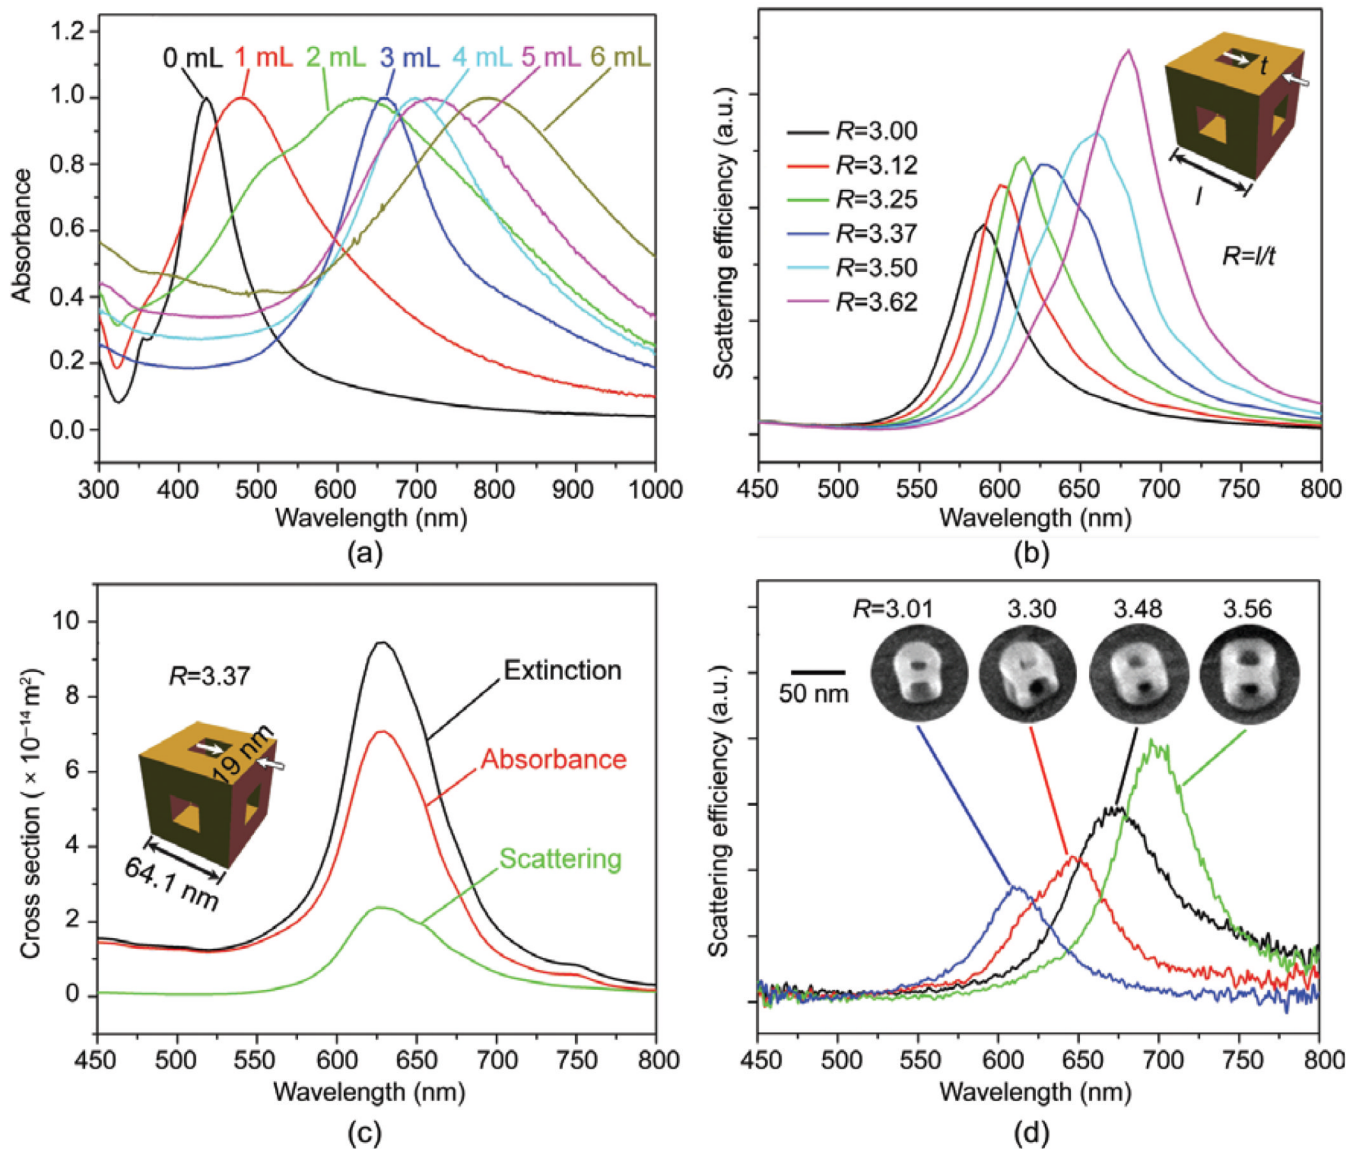 0 mL 1 mL 2 mL 3 mL 4 mL 5 mL 6 mL
1.2
1.0
0.8
0.6
0.4
0.2
0.0
Absorbance
300 400 500 600 700 800 900 1000
Wavelength (nm)
(a)
Scattering efficiency (a.u.)
R=3.00
R=3.12
R=3.25
R=3.37
R=3.50
R=3.62
t
l
R=l/t
450 500 550 600 650 700 750 800
Wavelength (nm)
(b)
10
8
6
4
2
0
Cross section ( × 10⁻¹⁴ m²)
R=3.37
19 nm
64.1 nm
Extinction
Absorbance
Scattering
450 500 550 600 650 700 750 800
Wavelength (nm)
(c)
Scattering efficiency (a.u.)
R=3.01 3.30 3.48 3.56
50 nm
450 500 550 600 650 700 750 800
Wavelength (nm)
(d)